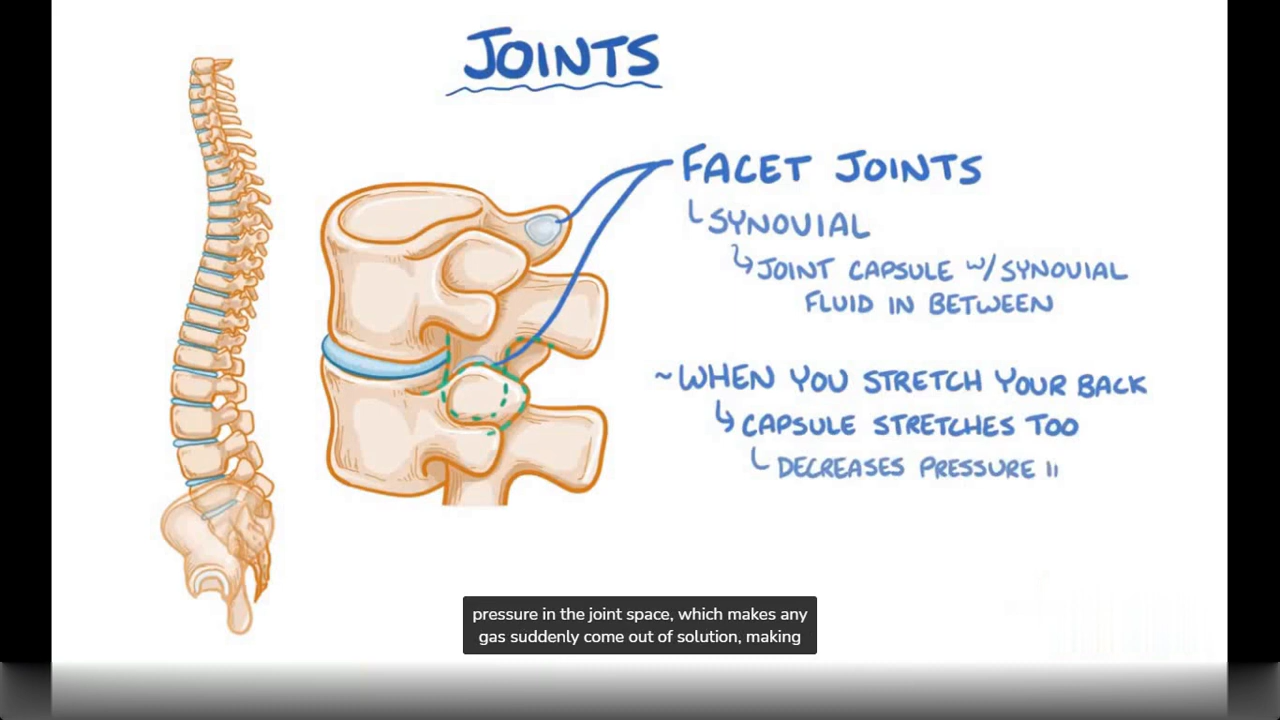 JOINTS
FACET JOINTS
SYNOVIAL
JOINT CAPSULE W/ SYNOVIAL
FLUID IN BETWEEN
~ WHEN YOU STRETCH YOUR BACK
CAPSULE STRETCHES TOO
DECREASES PRESSURE
pressure in the joint space, which makes any
gas suddenly come out of solution, making